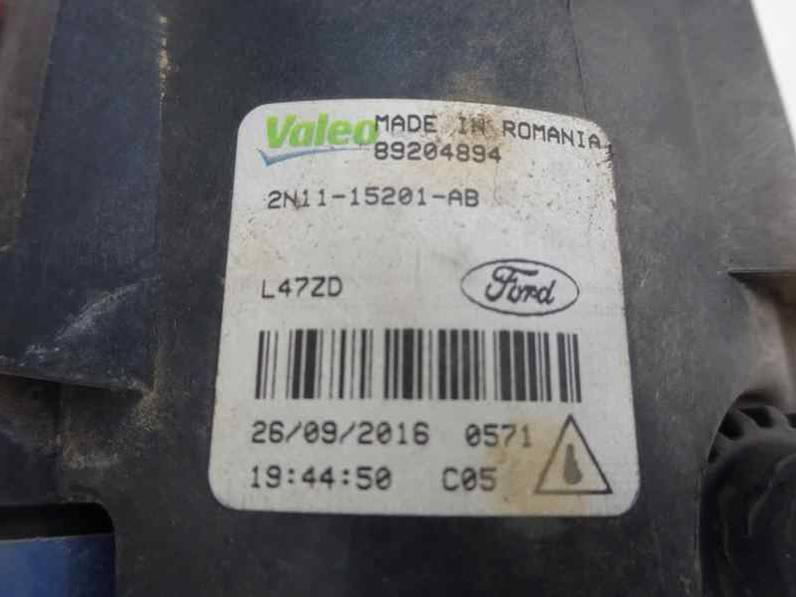 Valeo MADE IN ROMANIA
89204894
2N11-15201-AB
L47ZD Ford
26/09/2016 0571
19:44:50 C05